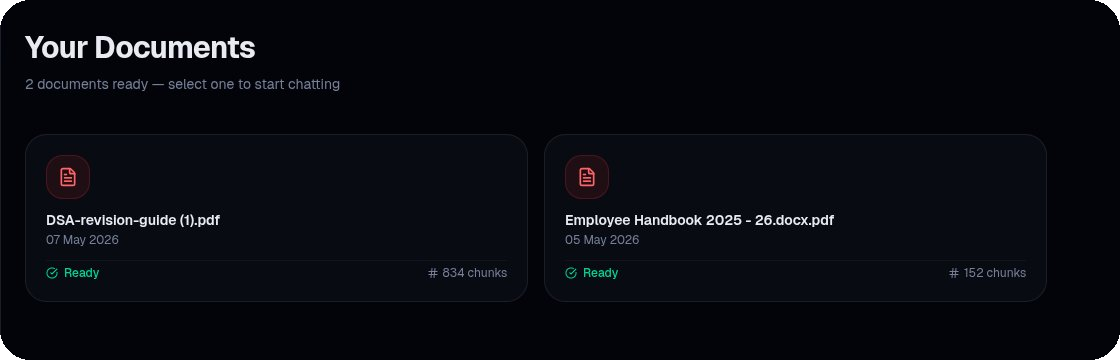 Your Documents
2 documents ready — select one to start chatting
DSA-revision-guide (1).pdf
07 May 2026
Ready
# 834 chunks
Employee Handbook 2025 - 26.docx.pdf
05 May 2026
Ready
# 152 chunks